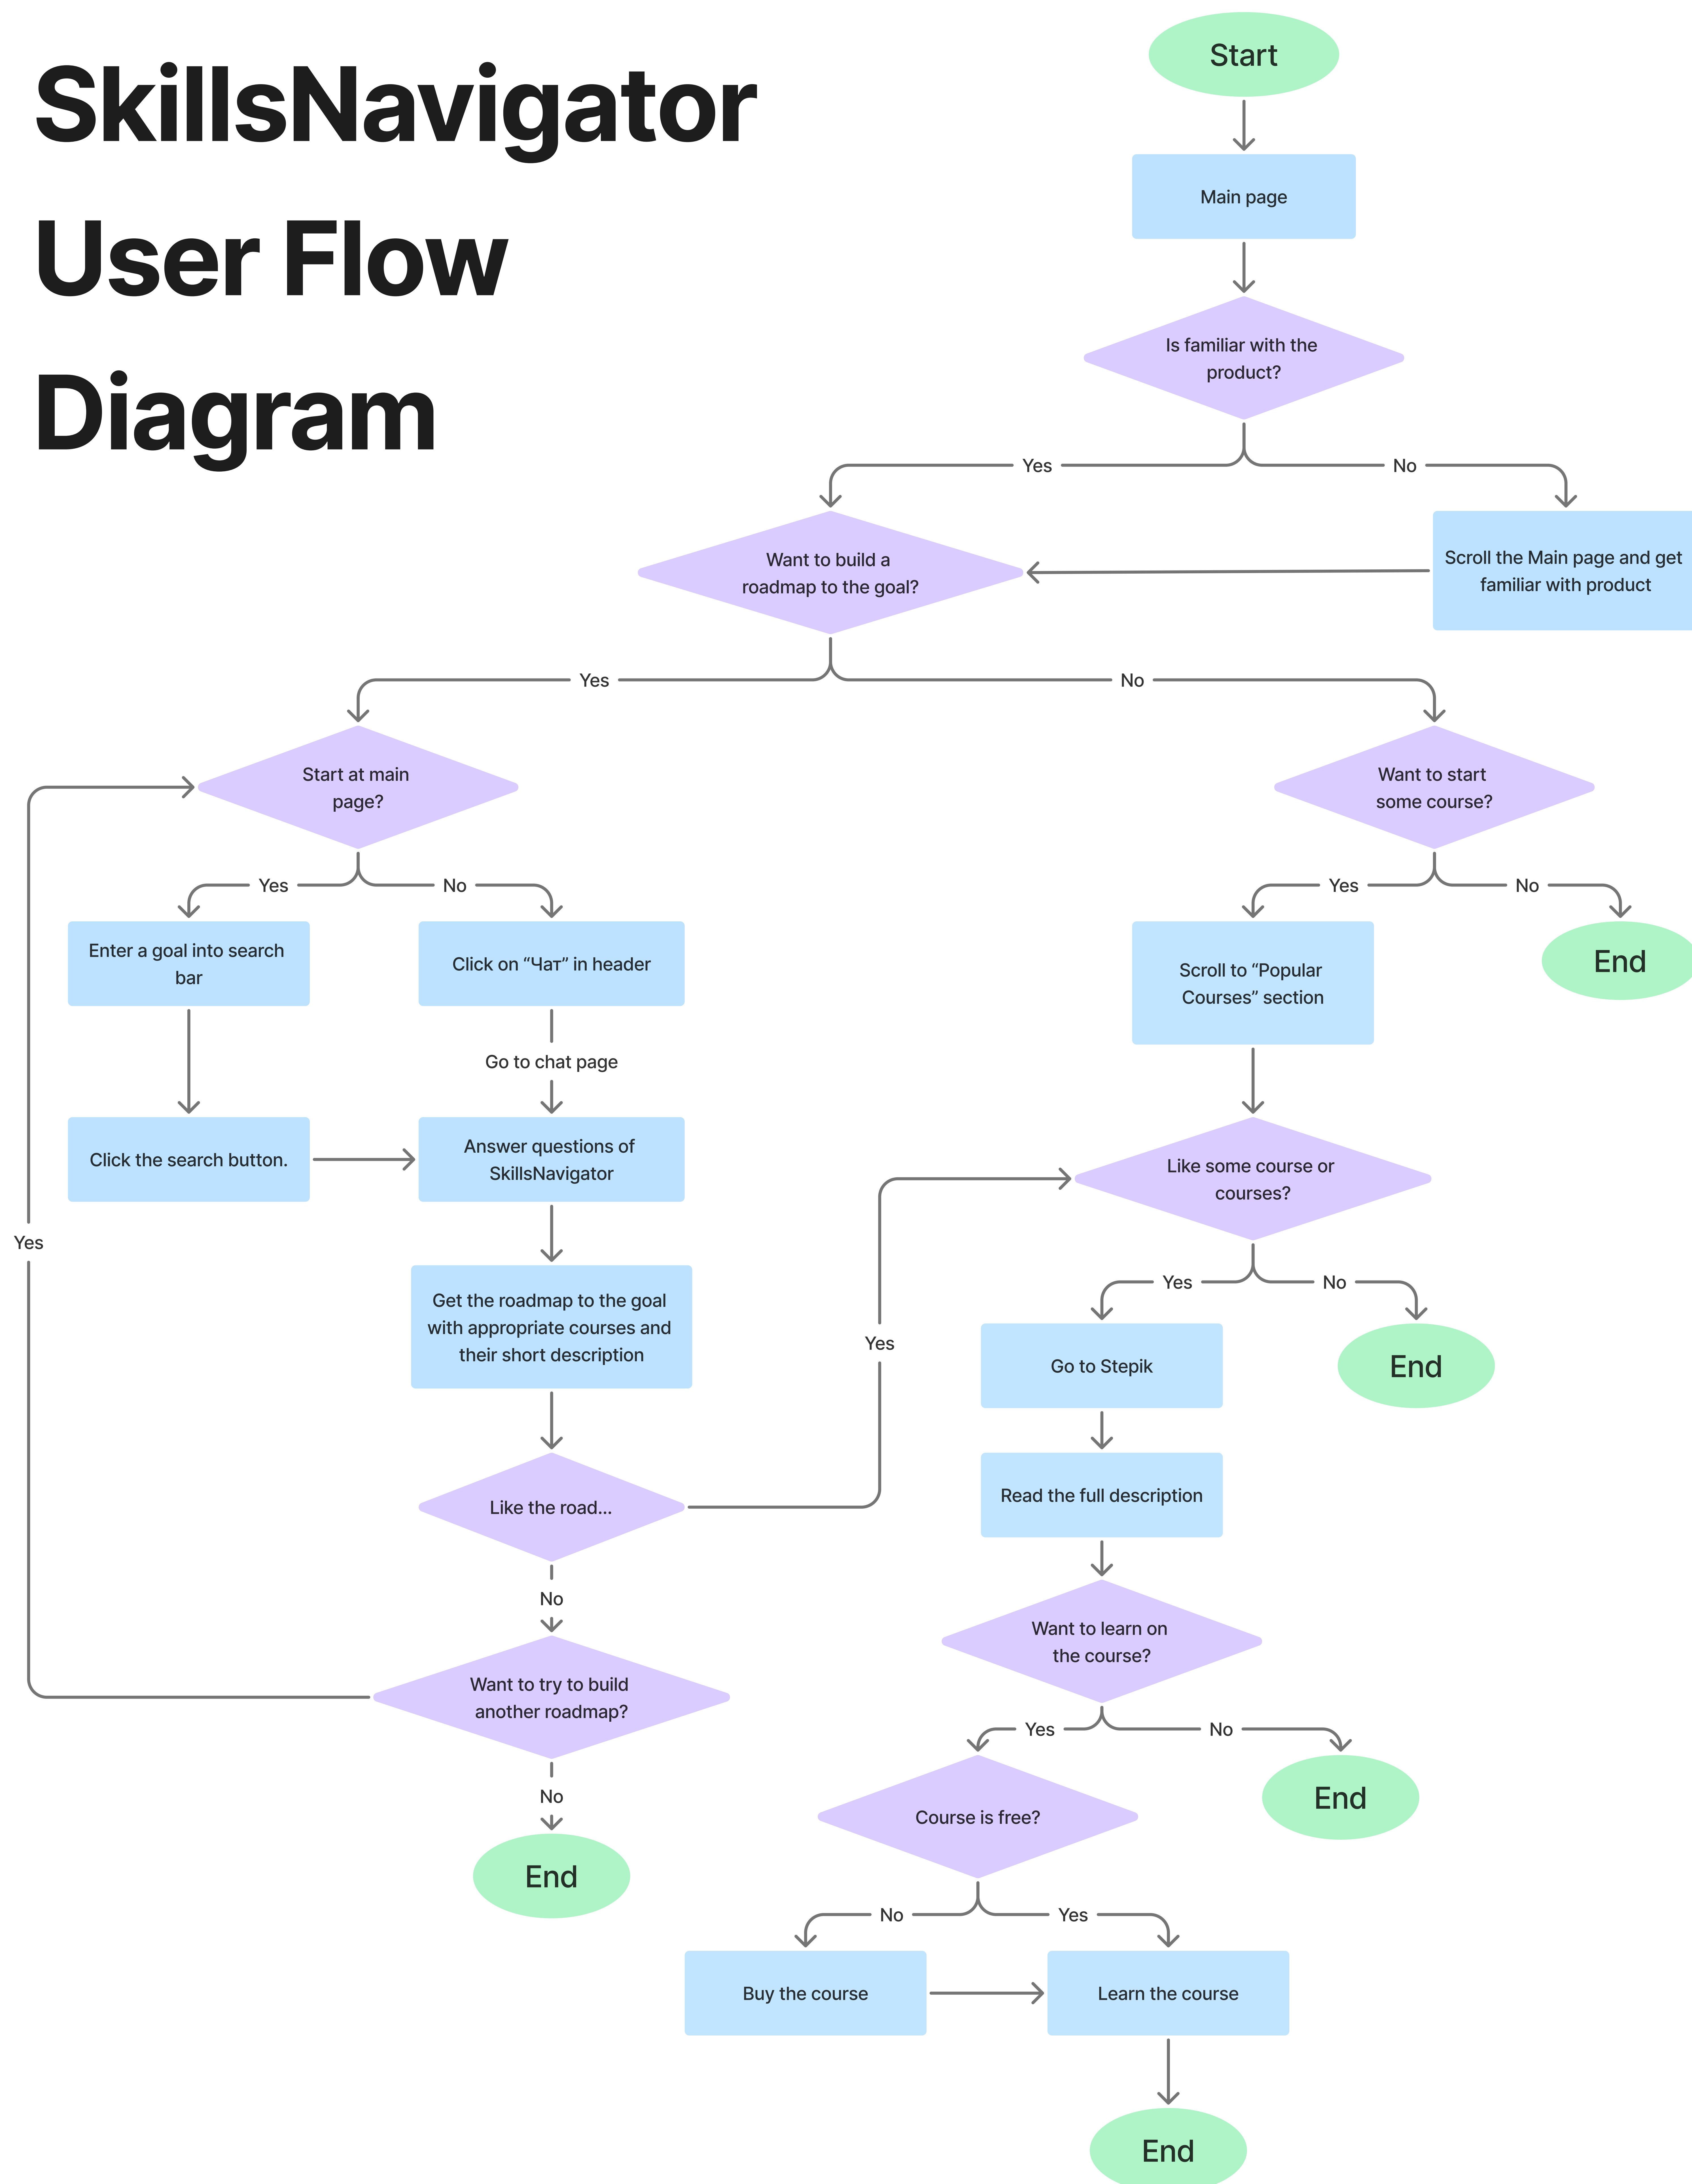 SkillsNavigator
User Flow
Diagram
Start
Main page
Is familiar with the
product?
Yes
No
Want to build a
roadmap to the goal?
Scroll the Main page and get
familiar with product
Yes
No
Start at main
page?
Want to start
some course?
Yes
No
Yes
No
Enter a goal into search
bar
Click on “Чат” in header
Scroll to “Popular
Courses” section
End
Go to chat page
Click the search button.
Answer questions of
SkillsNavigator
Like some course or
courses?
Yes
Yes
No
Get the roadmap to the goal
with appropriate courses and
their short description
Yes
Go to Stepik
End
Like the road...
Read the full description
No
Want to learn on
the course?
Want to try to build
another roadmap?
Yes
No
No
Course is free?
End
End
No
Yes
Buy the course
Learn the course
End